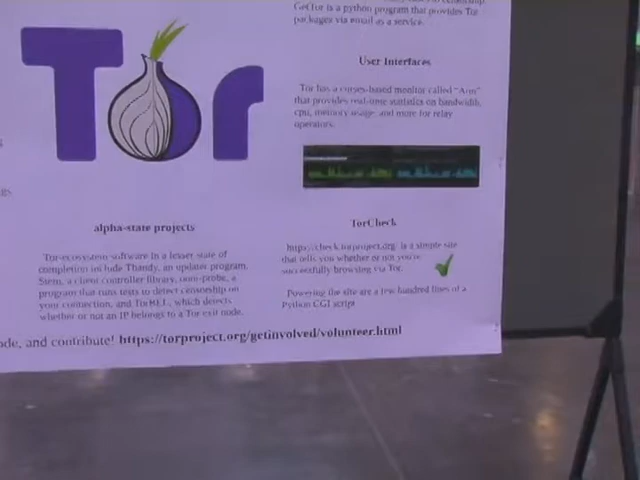 GetTor is a python program that provides Tor
packages via email as a service.
User Interfaces
Tor has a curses-based monitor called "Arm"
that provides real-time statistics on bandwidth,
cpu, memory usage, and more for relay
operators.
Tor
alpha-state projects
Tor-ecosystem software in a lesser state of
completion include Thandy, an updater program,
Stem, a client controller library, ooni-probe, a
program that runs tests to detect censorship on
your connection, and TorBEL, which detects
whether or not an IP belongs to a Tor exit node.
TorCheck
https://check.torproject.org/ is a simple site
that tells you whether or not you're
successfully browsing via Tor.
Powering the site are a few hundred lines of a
Python CGI script
and contribute! https://torproject.org/getinvolved/volunteer.html